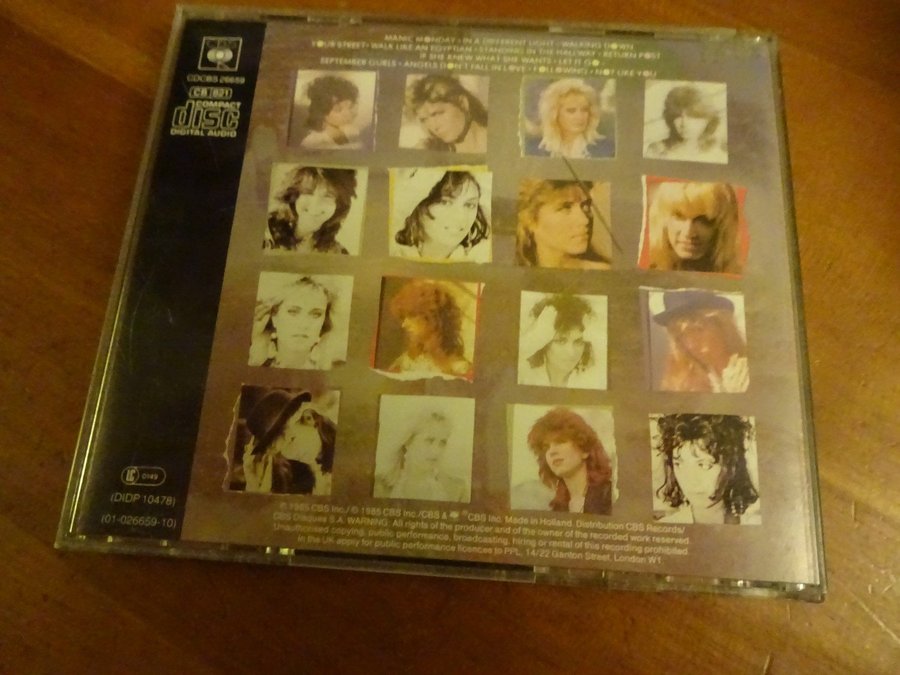 CBS
CDCBS 26659
CB 821
COMPACT
disc
DIGITAL AUDIO
MANIC MONDAY · IN A DIFFERENT LIGHT · WALKING DOWN
YOUR STREET · WALK LIKE AN EGYPTIAN · STANDING IN THE HALLWAY · RETURN POST
IF SHE KNEW WHAT SHE WANTS · LET IT GO
SEPTEMBER GURLS · ANGELS DON'T FALL IN LOVE · FOLLOWING · NOT LIKE YOU
LC 0149
(DIDP 10478)
(01-026659-10)
© 1985 CBS Inc./℗ 1985 CBS Inc./CBS & ® CBS Inc. Made in Holland. Distribution CBS Records/
CBS Disques S.A. WARNING: All rights of the producer and of the owner of the recorded work reserved.
Unauthorised copying, public performance, broadcasting, hiring or rental of this recording prohibited.
In the UK apply for public performance licences to PPL, 14/22 Ganton Street, London W1